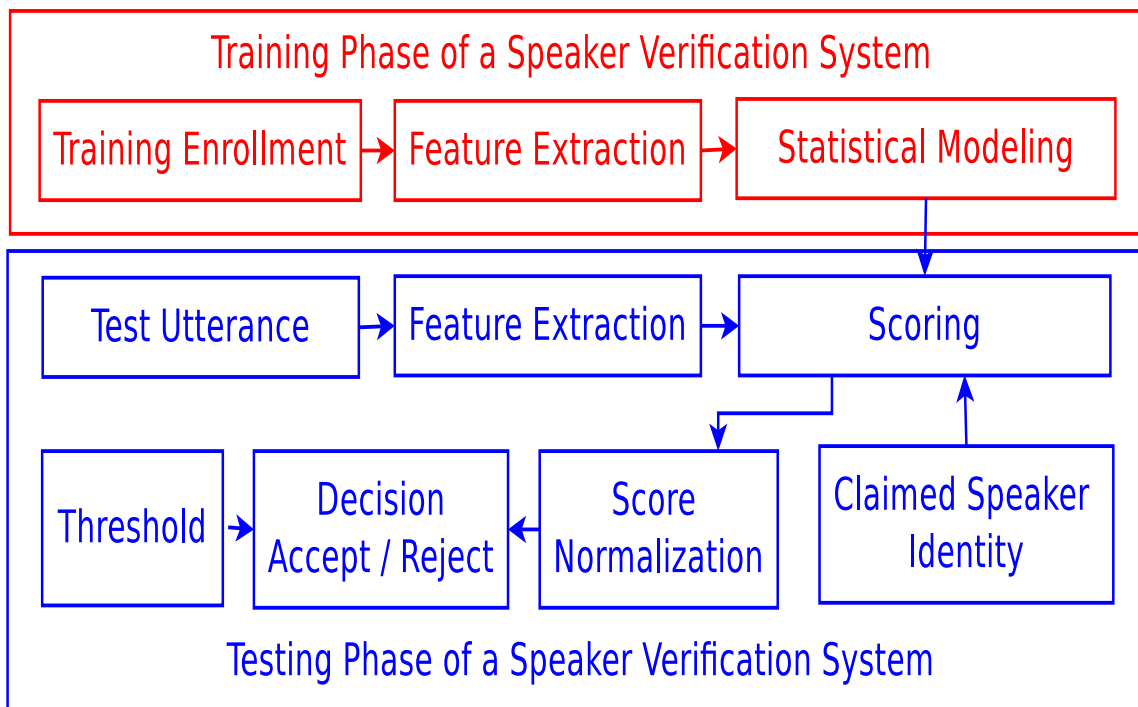 Training Phase of a Speaker Verification System
Training Enrollment
Feature Extraction
Statistical Modeling
Test Utterance
Feature Extraction
Scoring
Threshold
Decision
Accept / Reject
Score
Normalization
Claimed Speaker
Identity
Testing Phase of a Speaker Verification System